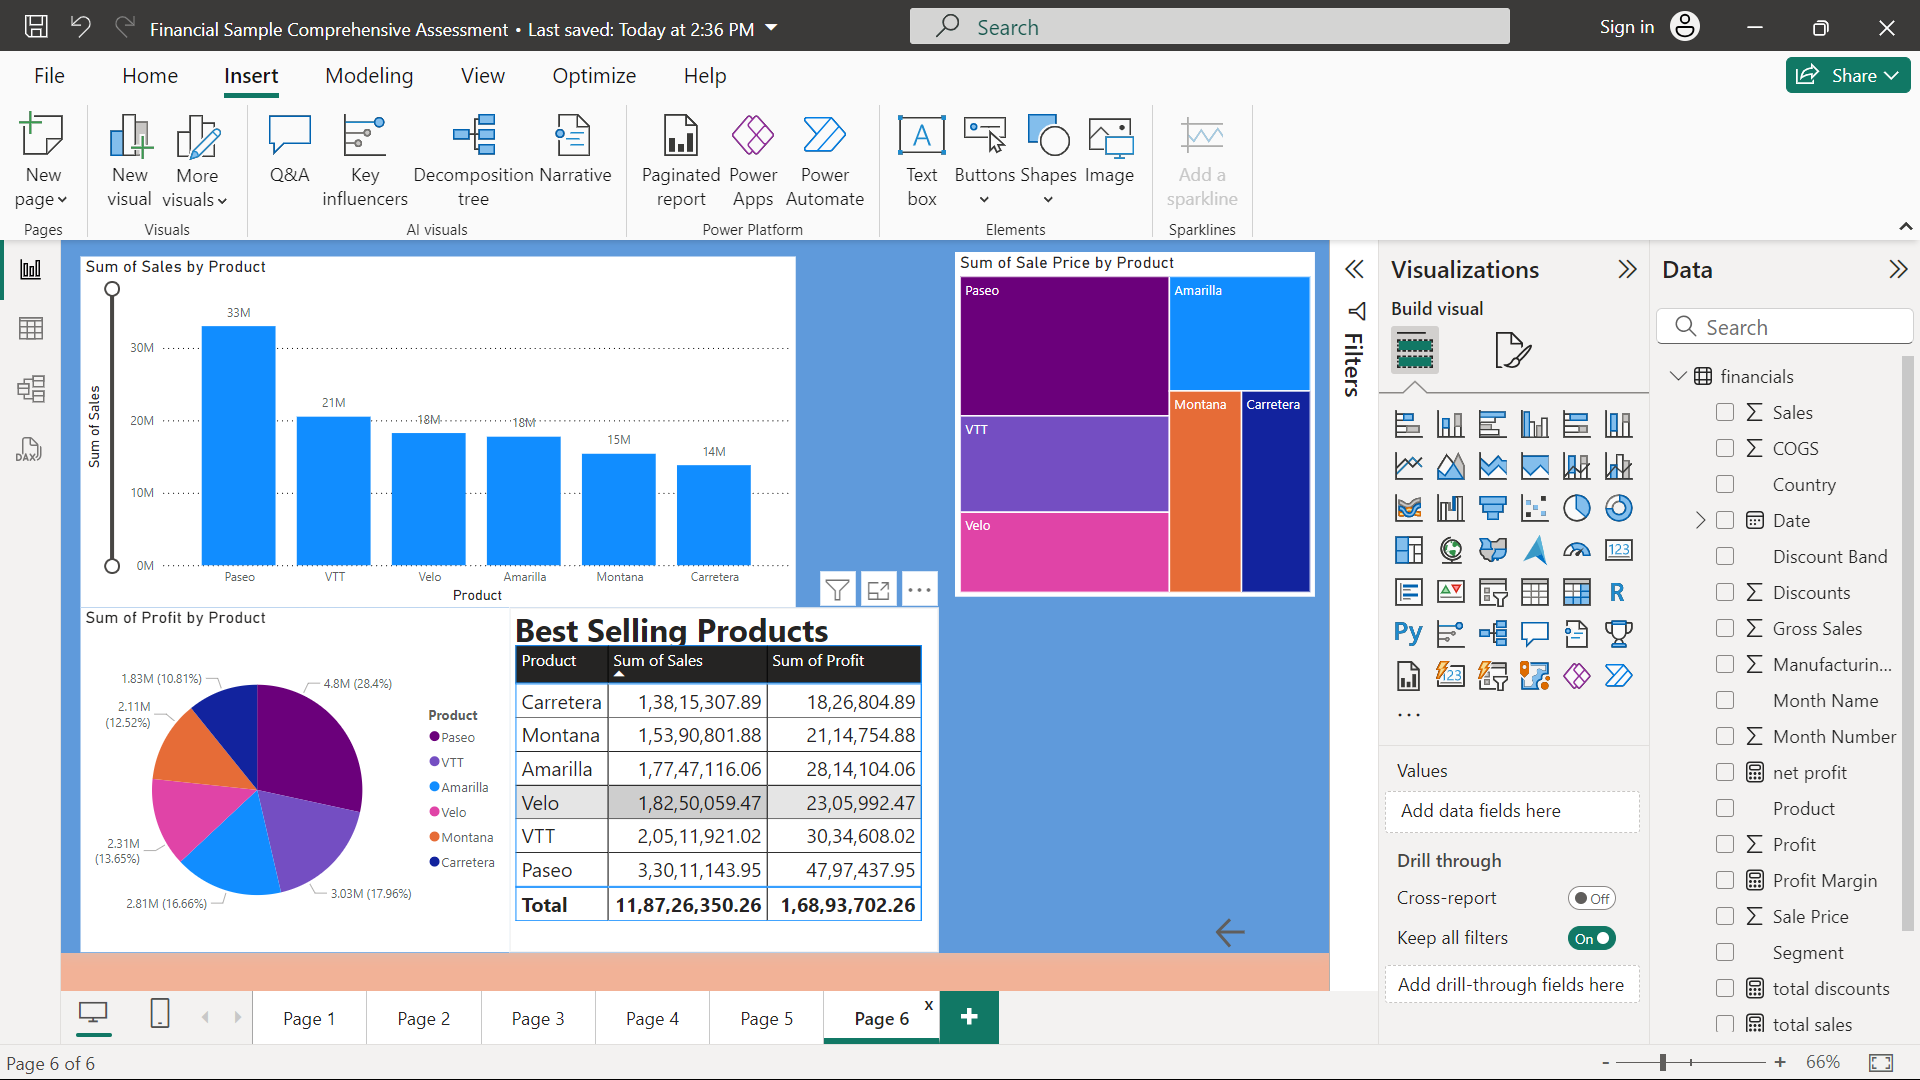 Financial Sample Comprehensive Assessment • Last saved: Today at 2:36 PM
Search
Sign in
File Home Insert Modeling View Optimize Help
Share
New page
Pages
New visual
More visuals
Visuals
Q&A
Key influencers
Decomposition tree
Narrative
AI visuals
Paginated report
Power Apps
Power Automate
Power Platform
Text box
Buttons
Shapes
Image
Elements
Add a sparkline
Sparklines
DAX
Sum of Sales by Product
Sum of Sales
30M
20M
10M
0M
33M
21M
18M
18M
15M
14M
Paseo VTT Velo Amarilla Montana Carretera
Product
Sum of Sale Price by Product
Paseo
Amarilla
VTT
Montana
Carretera
Velo
Sum of Profit by Product
1.83M (10.81%)
4.8M (28.4%)
2.11M
(12.52%)
2.31M
(13.65%)
2.81M (16.66%)
3.03M (17.96%)
Product
Paseo
VTT
Amarilla
Velo
Montana
Carretera
Best Selling Products
Product Sum of Sales Sum of Profit
Carretera 1,38,15,307.89 18,26,804.89
Montana 1,53,90,801.88 21,14,754.88
Amarilla 1,77,47,116.06 28,14,104.06
Velo 1,82,50,059.47 23,05,992.47
VTT 2,05,11,921.02 30,34,608.02
Paseo 3,30,11,143.95 47,97,437.95
Total 11,87,26,350.26 1,68,93,702.26
Filters
Visualizations
Build visual
123
R
Py
123
...
Values
Add data fields here
Drill through
Cross-report Off
Keep all filters On
Add drill-through fields here
Data
Search
financials
Sales
COGS
Country
Date
Discount Band
Discounts
Gross Sales
Manufacturin...
Month Name
Month Number
net profit
Product
Profit
Profit Margin
Sale Price
Segment
total discounts
total sales
Page 1 Page 2 Page 3 Page 4 Page 5 Page 6 x +
Page 6 of 6
- + 66%